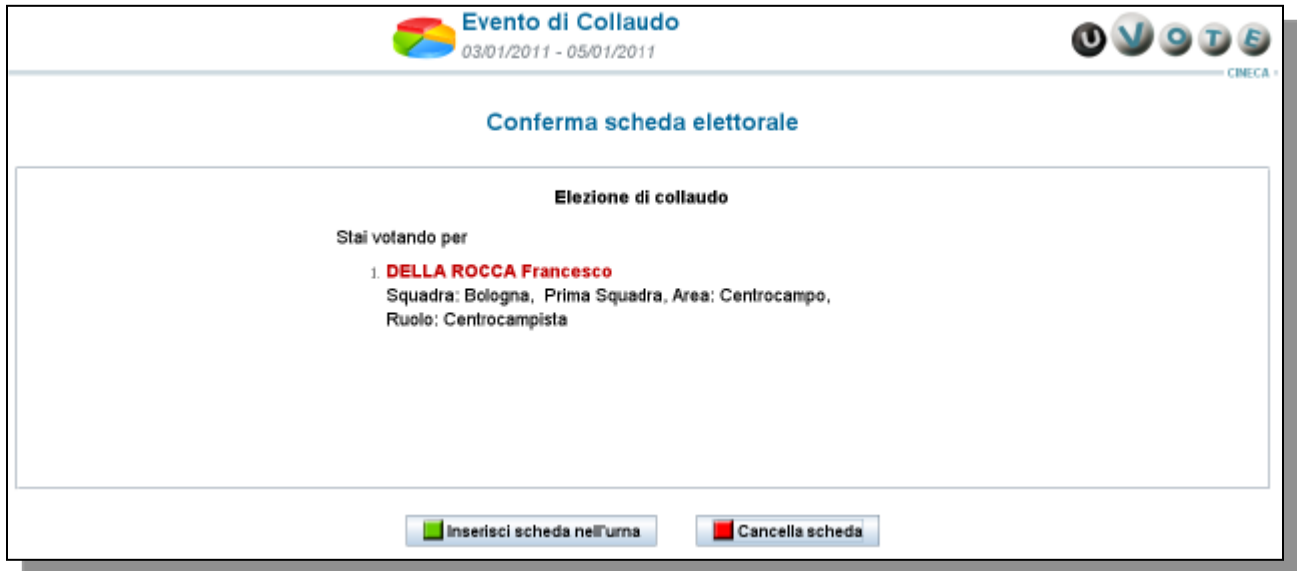 Evento di Collaudo
03/01/2011 - 05/01/2011
U V O T E
CINECA
Conferma scheda elettorale
Elezione di collaudo
Stai votando per
1. DELLA ROCCA Francesco
Squadra: Bologna, Prima Squadra, Area: Centrocampo,
Ruolo: Centrocampista
Inserisci scheda nell'urna
Cancella scheda